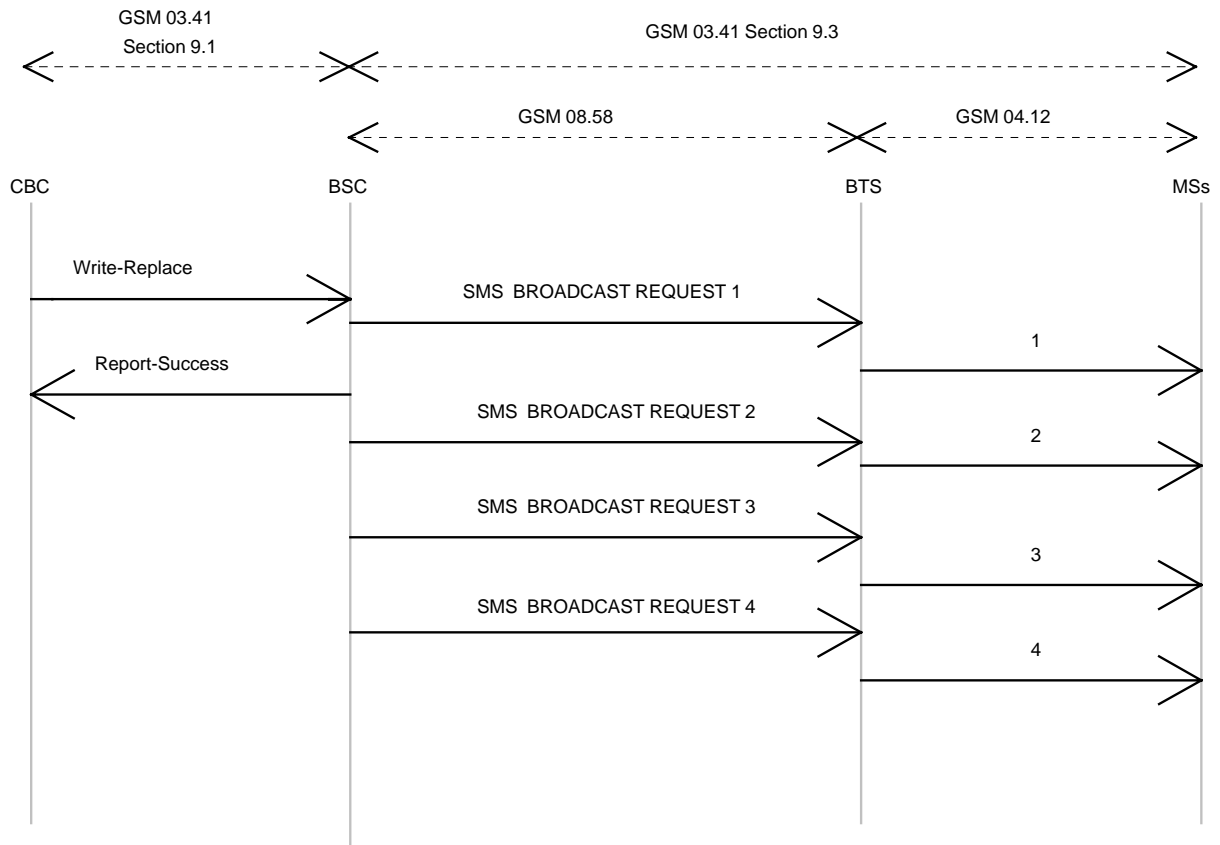 GSM 03.41
Section 9.1
GSM 03.41 Section 9.3
GSM 08.58
GSM 04.12
CBC
BSC
BTS
MSs
Write-Replace
SMS BROADCAST REQUEST 1
1
Report-Success
SMS BROADCAST REQUEST 2
2
SMS BROADCAST REQUEST 3
3
SMS BROADCAST REQUEST 4
4